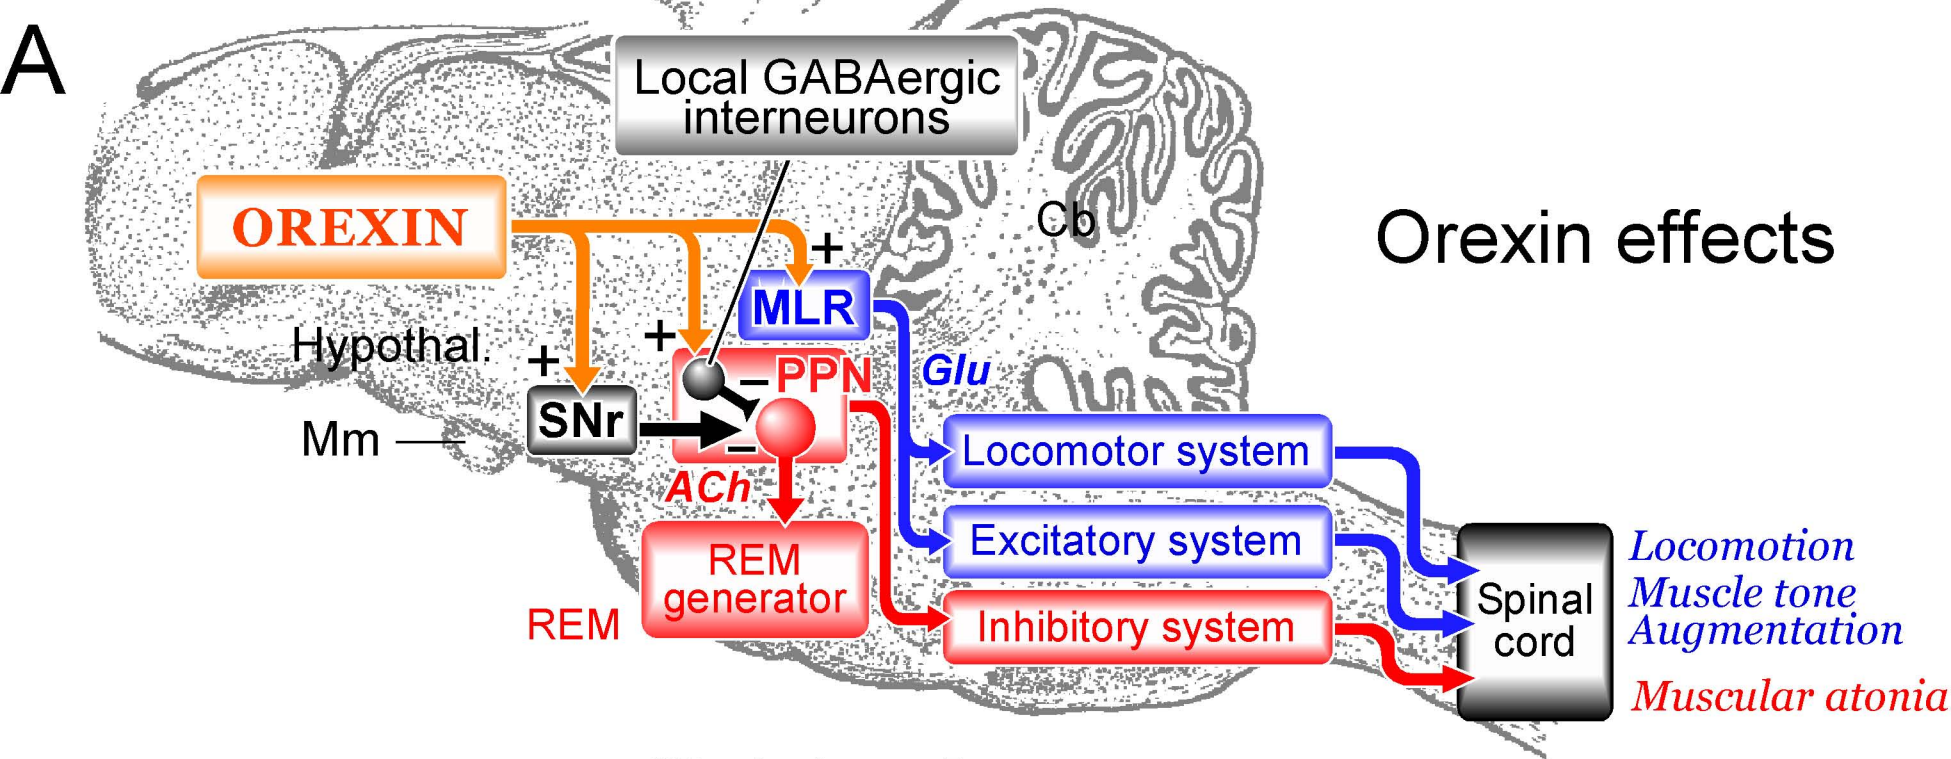 A
Local GABAergic
interneurons
OREXIN
Cb
Orexin effects
+
MLR
Hypothal.
+
+
Glu
– PPN
SNr
Mm
–
Locomotor system
ACh
Excitatory system
REM
generator
REM
Inhibitory system
Spinal
cord
Locomotion
Muscle tone
Augmentation
Muscular atonia